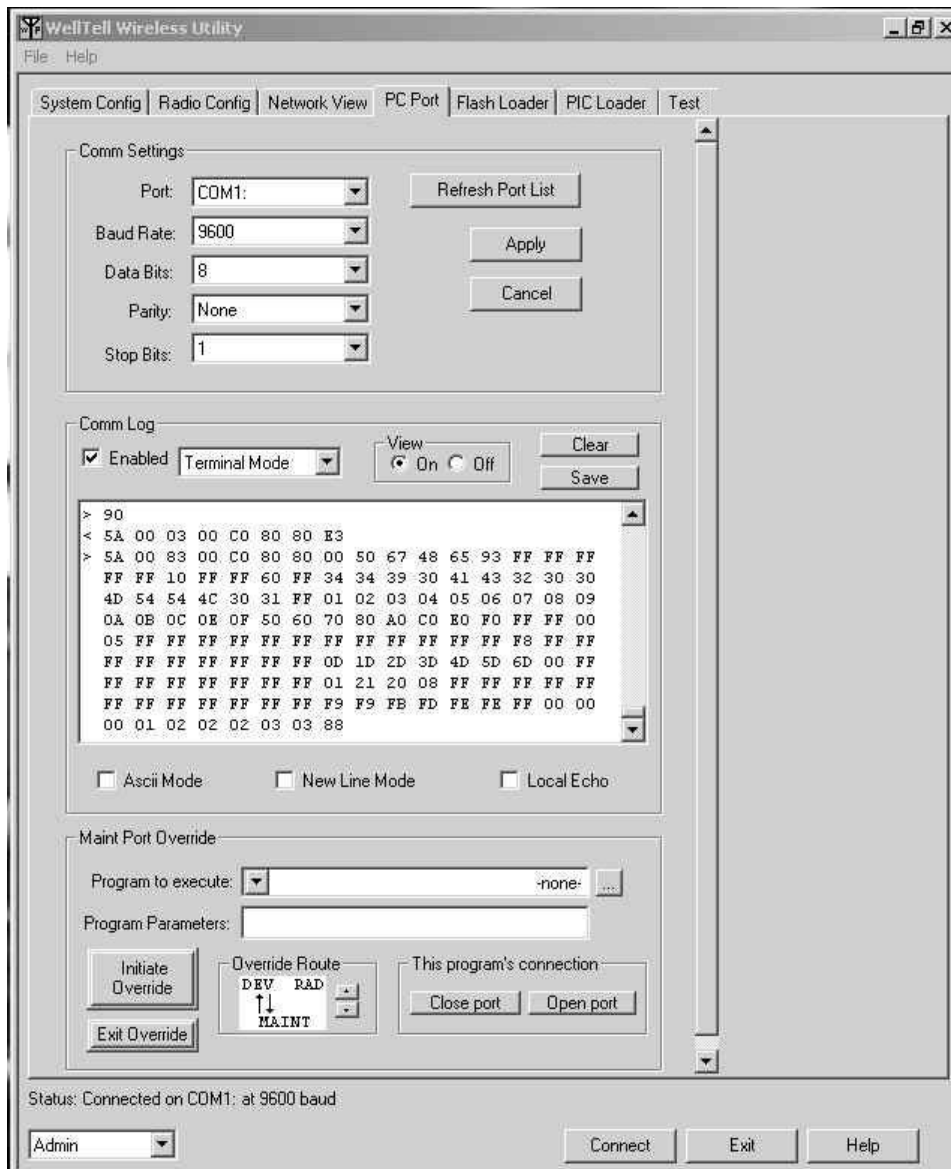 WellTell Wireless Utility
File Help
System Config Radio Config Network View PC Port Flash Loader PIC Loader Test
Comm Settings
Port: COM1: Refresh Port List
Baud Rate: 9600 Apply
Data Bits: 8 Cancel
Parity: None
Stop Bits: 1
Comm Log
Enabled Terminal Mode View On Off Clear
Save
> 90
< 5A 00 03 00 C0 80 80 E3
> 5A 00 83 00 C0 80 80 00 50 67 48 65 93 FF FF FF
FF FF 10 FF FF 60 FF 34 34 39 30 41 43 32 30 30
4D 54 54 4C 30 31 FF 01 02 03 04 05 06 07 08 09
0A 0B 0C 0E 0F 50 60 70 80 A0 C0 E0 F0 FF FF 00
05 FF FF FF FF FF FF FF FF FF FF FF FF F8 FF FF
FF FF FF FF FF FF FF 0D 1D 2D 3D 4D 5D 6D 00 FF
FF FF FF FF FF FF FF 01 21 20 08 FF FF FF FF FF
FF FF FF FF FF FF F9 F9 FB FD FE FE FF 00 00
00 01 02 02 02 03 03 88
Ascii Mode New Line Mode Local Echo
Maint Port Override
Program to execute: -none- ...
Program Parameters:
Initiate Override
Override Route
DEV RAD
MAINT
This program's connection
Close port Open port
Exit Override
Status: Connected on COM1: at 9600 baud
Admin Connect Exit Help